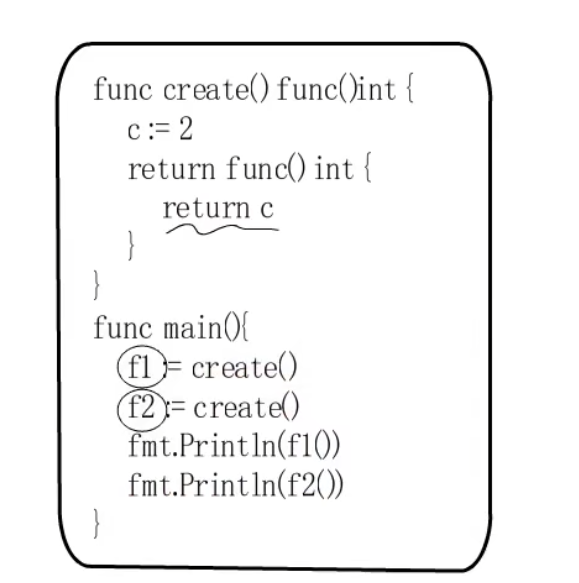 func create() func()int {
c := 2
return func() int {
return c
}
}
func main(){
f1 := create()
f2 := create()
fmt.Println(f1())
fmt.Println(f2())
}